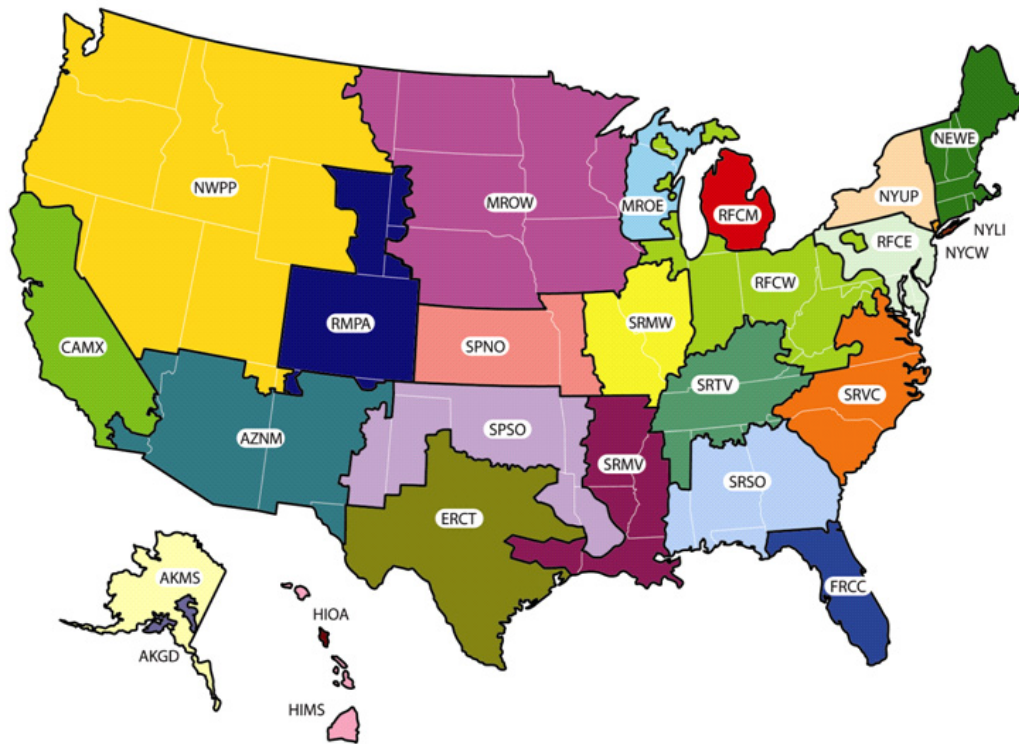 NEWE
NWPP
NYUP
MROW
MROE
RFCM
NYLI
RFCE
NYCW
RFCW
RMPA
SRMW
CAMX
SPNO
SRTV
SRVC
SPSO
AZNM
SRMV
SRSO
ERCT
AKMS
FRCC
HIOA
AKGD
HIMS